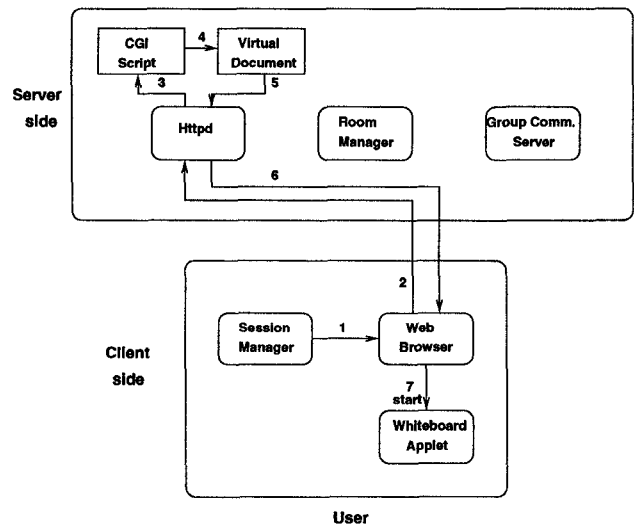 CGI
Script
4
Virtual
Document
3
5
Server
side
Httpd
Room
Manager
Group Comm.
Server
6
2
Session
Manager
1
Web
Browser
Client
side
7
start
Whiteboard
Applet
User